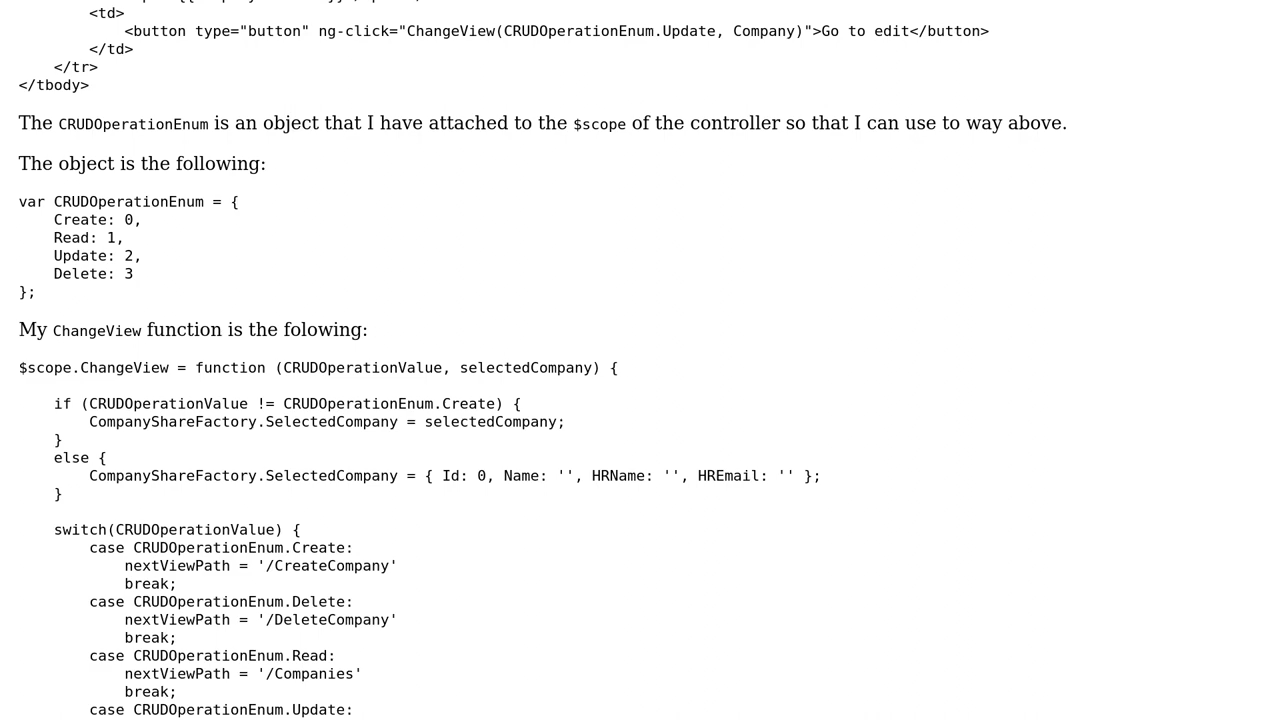 <td>
<button type="button" ng-click="ChangeView(CRUDOperationEnum.Update, Company)">Go to edit</button>
</td>
</tr>
</tbody>
The CRUDOperationEnum is an object that I have attached to the $scope of the controller so that I can use to way above.
The object is the following:
var CRUDOperationEnum = {
    Create: 0,
    Read: 1,
    Update: 2,
    Delete: 3
};
My ChangeView function is the folowing:
$scope.ChangeView = function (CRUDOperationValue, selectedCompany) {
    if (CRUDOperationValue != CRUDOperationEnum.Create) {
        CompanyShareFactory.SelectedCompany = selectedCompany;
    }
    else {
        CompanyShareFactory.SelectedCompany = { Id: 0, Name: '', HRName: '', HREmail: '' };
    }
    switch(CRUDOperationValue) {
        case CRUDOperationEnum.Create:
            nextViewPath = '/CreateCompany'
            break;
        case CRUDOperationEnum.Delete:
            nextViewPath = '/DeleteCompany'
            break;
        case CRUDOperationEnum.Read:
            nextViewPath = '/Companies'
            break;
        case CRUDOperationEnum.Update: